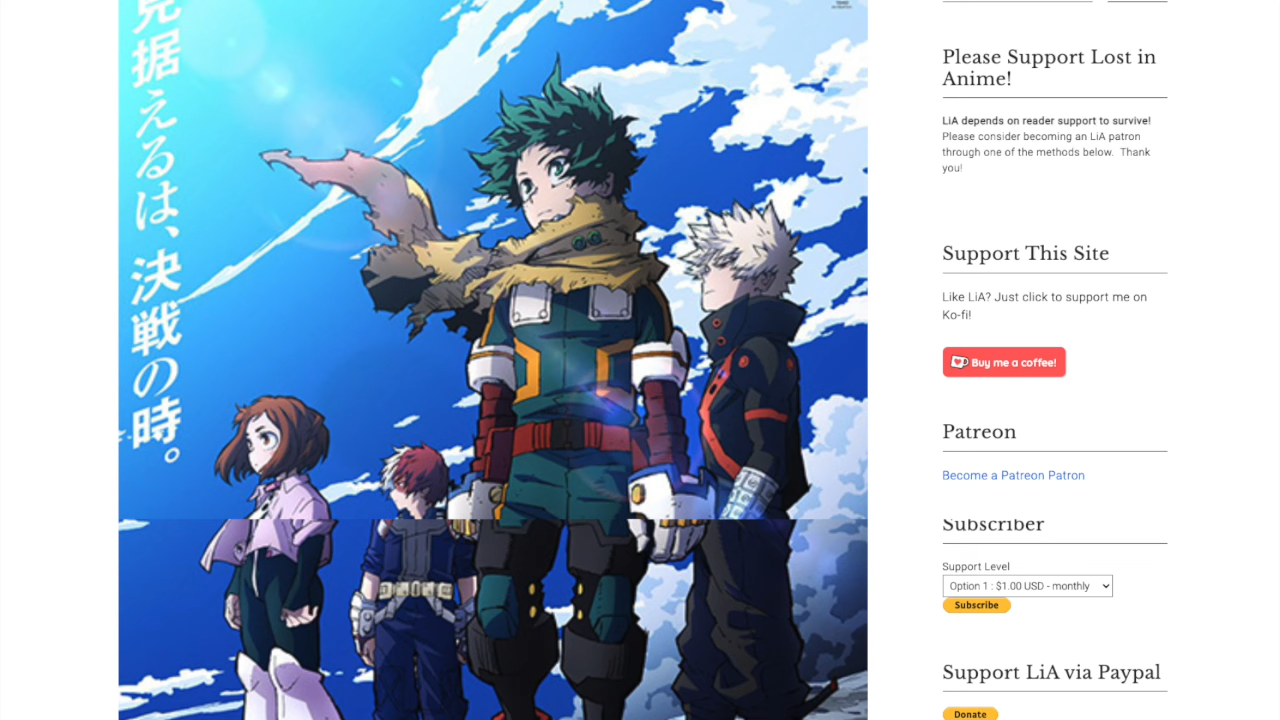 見据えるは、決戦の時。
Please Support Lost in
Anime!
LiA depends on reader support to survive!
Please consider becoming an LiA patron
through one of the methods below. Thank
you!
Support This Site
Like LiA? Just click to support me on
Ko-fi!
Buy me a coffee!
Patreon
Become a Patreon Patron
Subscriber
Support Level
Option 1 : $1.00 USD - monthly
Subscribe
Support LiA via Paypal
Donate